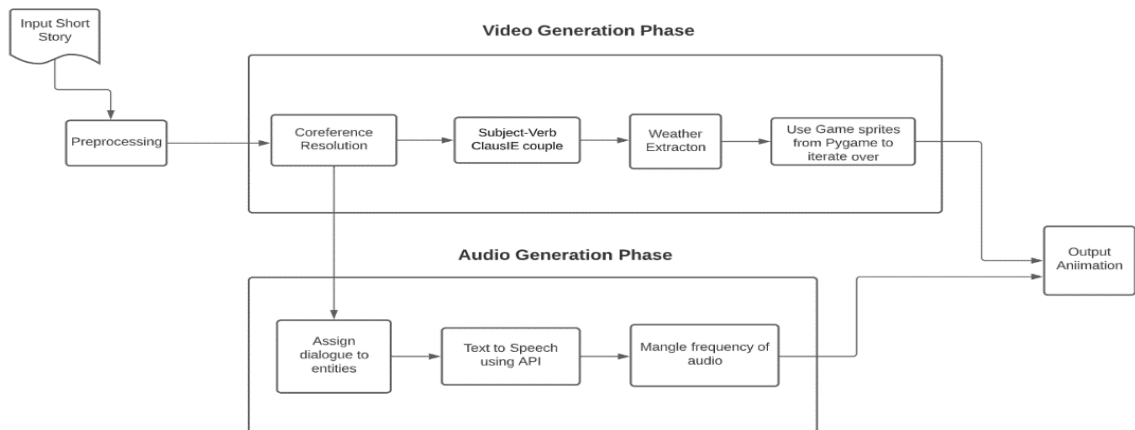 Input Short
Story
Video Generation Phase
Preprocessing
Coreference
Resolution
Subject-Verb
ClausIE couple
Weather
Extracton
Use Game sprites
from Pygame to
iterate over
Audio Generation Phase
Assign
dialogue to
entities
Text to Speech
using API
Mangle frequency of
audio
Output
Aniimation